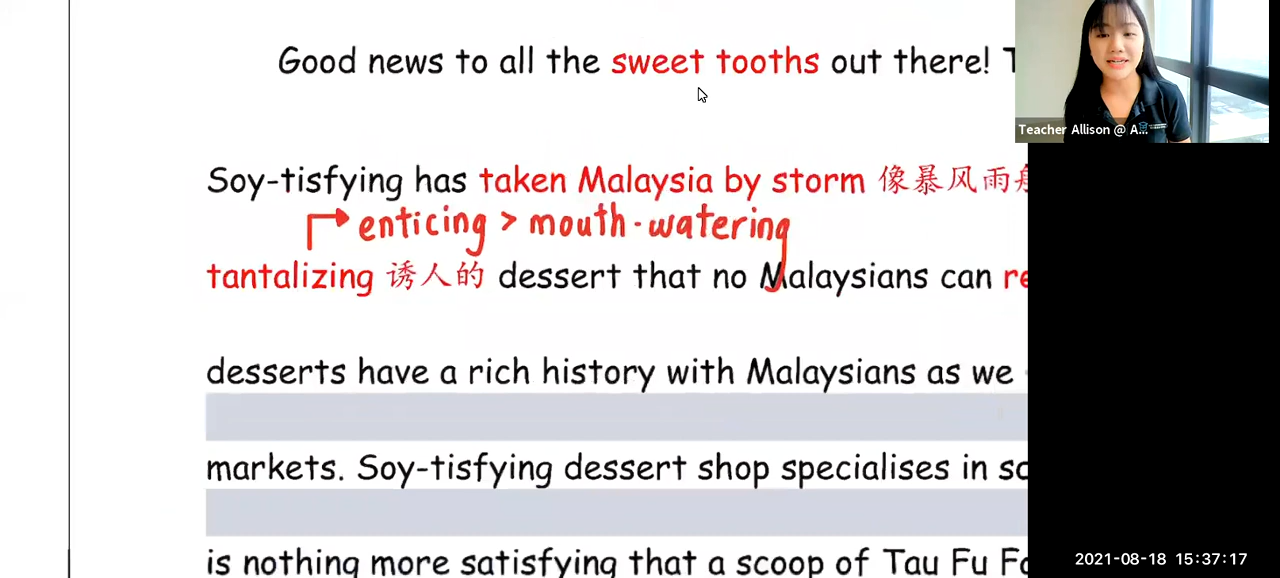 Good news to all the sweet tooths out there!
Teacher Allison @ A...
Soy-tisfying has taken Malaysia by storm 像暴风雨
enticing > mouth-watering
tantalizing 诱人的 dessert that no Malaysians can re
desserts have a rich history with Malaysians as we
markets. Soy-tisfying dessert shop specialises in sc
is nothing more satisfying that a scoop of Tau Fu Fa
2021-08-18 15:37:17